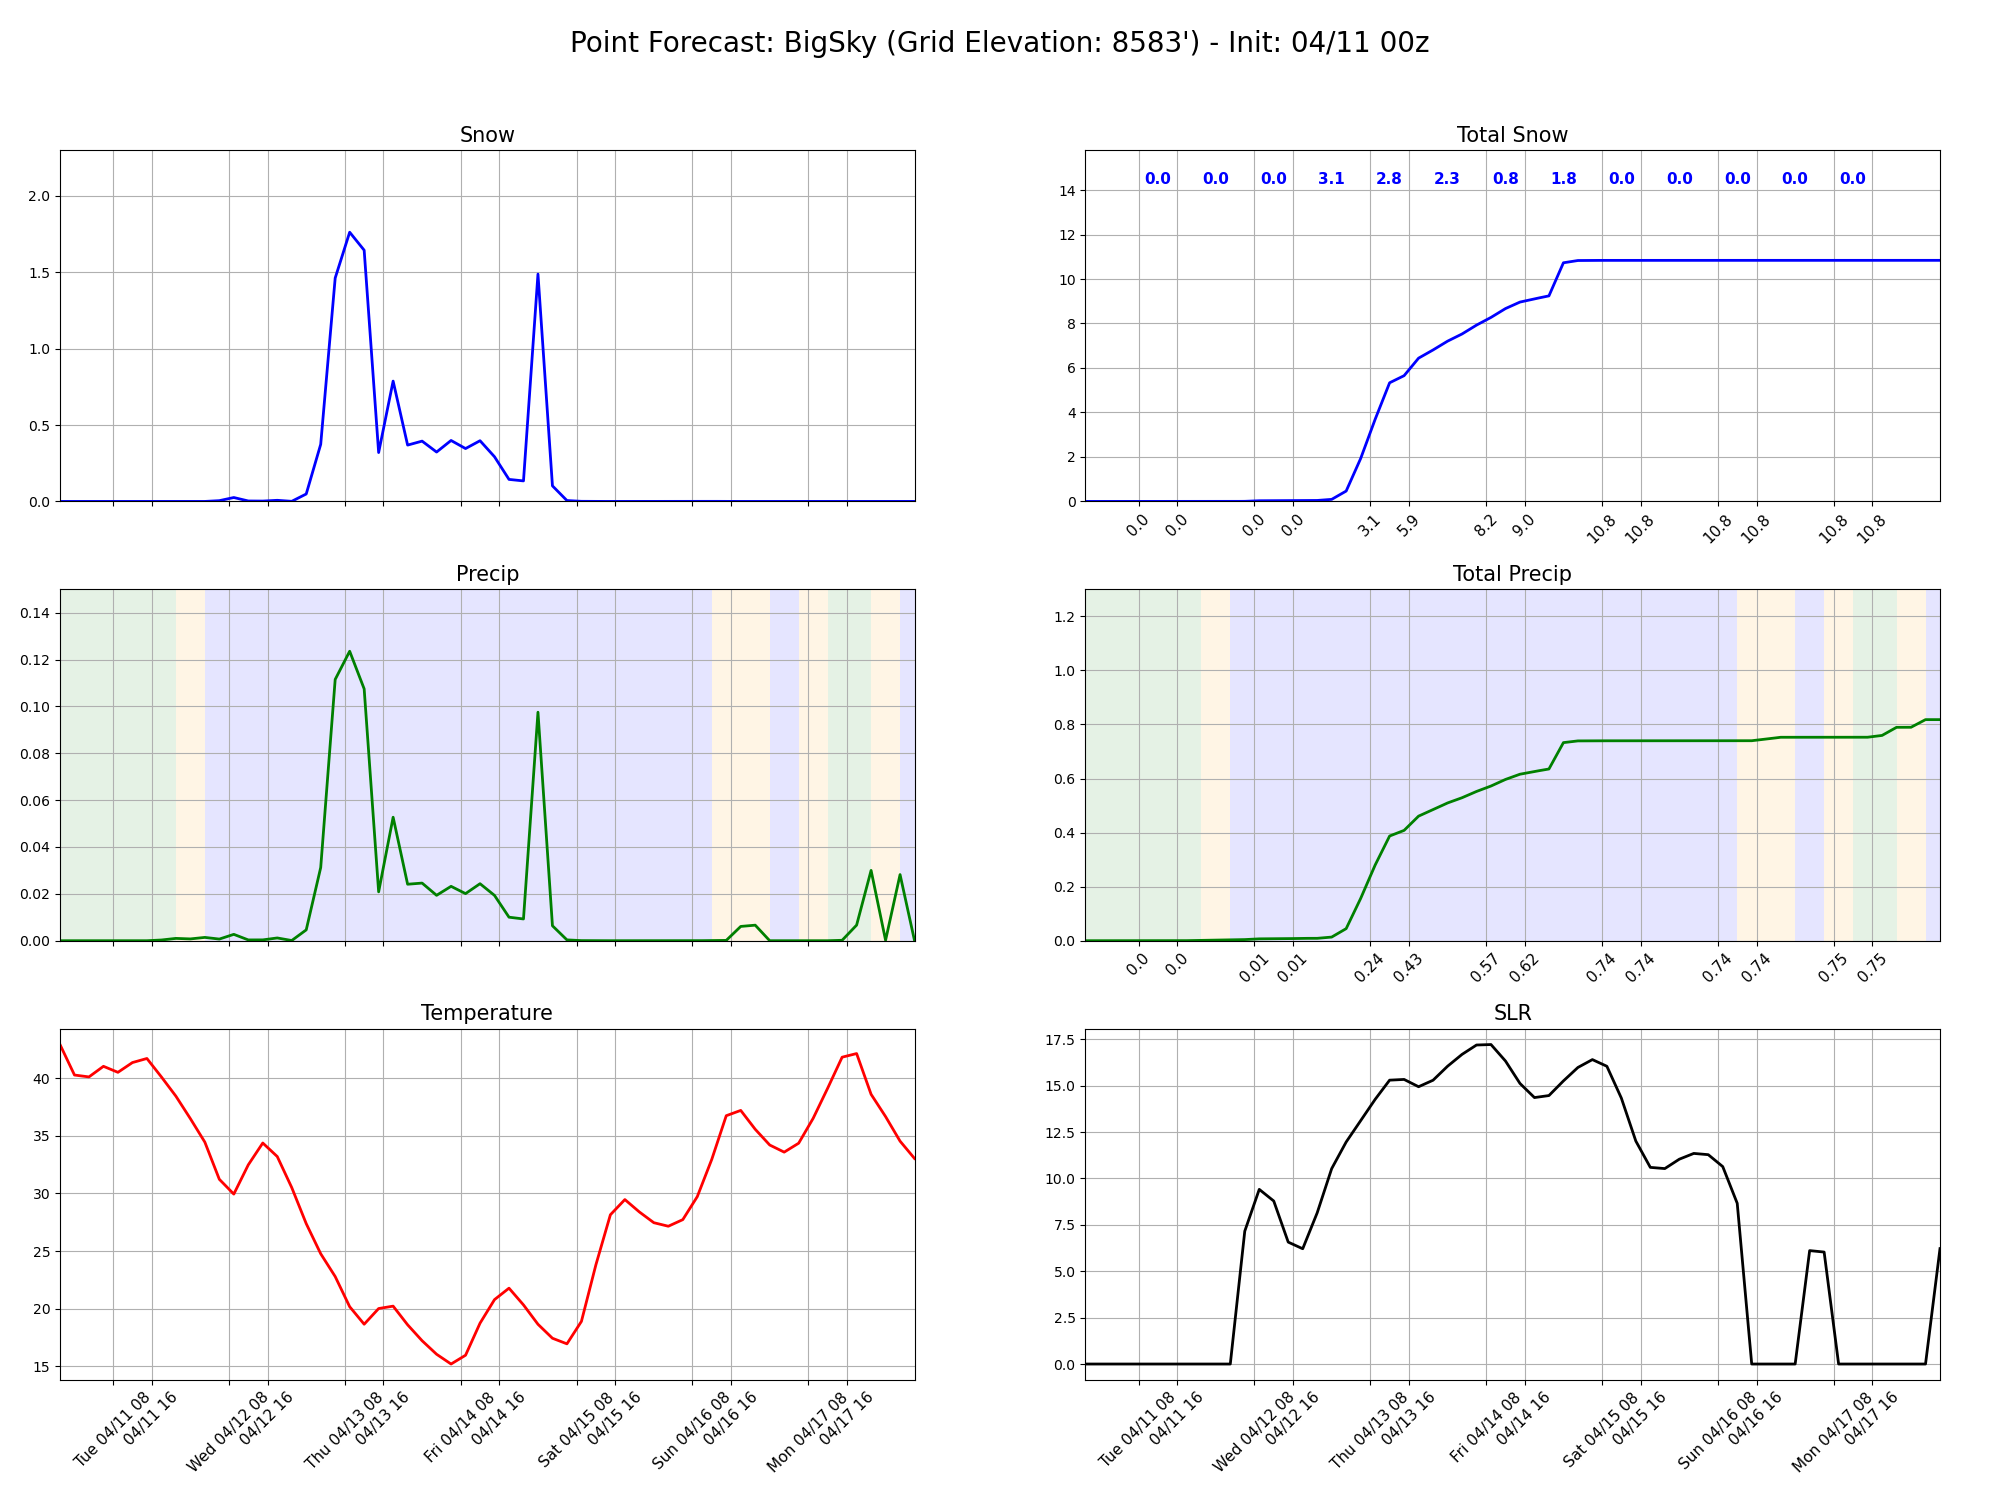 Point Forecast: BigSky (Grid Elevation: 8583') - Init: 04/11 00z
Snow
2.0
1.5
1.0
0.5
0.0
Total Snow
0.0 0.0 0.0 3.1 2.8 2.3 0.8 1.8 0.0 0.0 0.0 0.0 0.0
14
12
10
8
6
4
2
0
0.0 0.0 0.0 0.0 3.1 5.9 8.2 9.0 10.8 10.8 10.8 10.8 10.8 10.8
Precip
0.14
0.12
0.10
0.08
0.06
0.04
0.02
0.00
Total Precip
1.2
1.0
0.8
0.6
0.4
0.2
0.0
0.0 0.0 0.01 0.01 0.24 0.43 0.57 0.62 0.74 0.74 0.74 0.74 0.75 0.75
Temperature
40
35
30
25
20
15
Tue 04/11 08
04/11 16
Wed 04/12 08
04/12 16
Thu 04/13 08
04/13 16
Fri 04/14 08
04/14 16
Sat 04/15 08
04/15 16
Sun 04/16 08
04/16 16
Mon 04/17 08
04/17 16
SLR
17.5
15.0
12.5
10.0
7.5
5.0
2.5
0.0
Tue 04/11 08
04/11 16
Wed 04/12 08
04/12 16
Thu 04/13 08
04/13 16
Fri 04/14 08
04/14 16
Sat 04/15 08
04/15 16
Sun 04/16 08
04/16 16
Mon 04/17 08
04/17 16